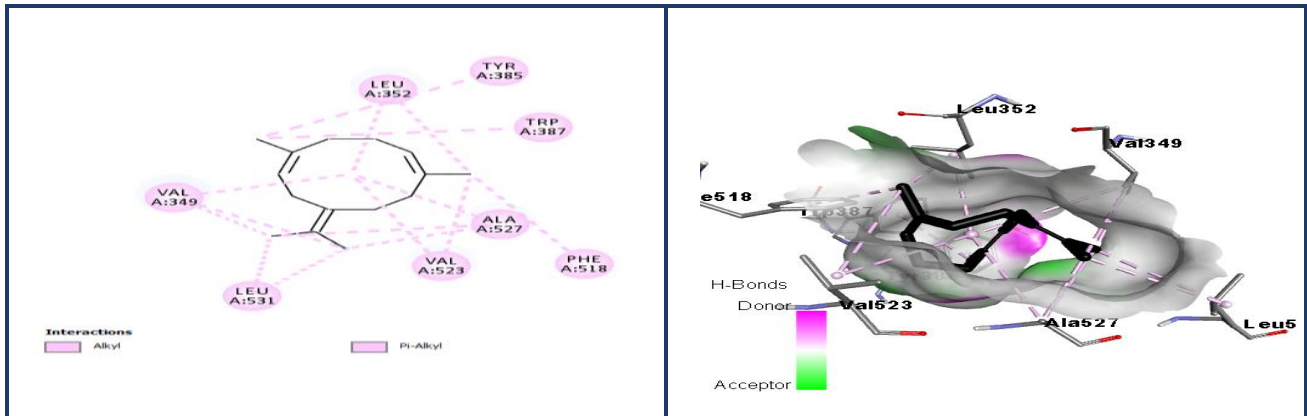 TYR
A:385
LEU
A:352
TRP
A:387
VAL
A:349
ALA
A:527
VAL
A:523
PHE
A:518
LEU
A:531
Interactions
Alkyl
Pi-Alkyl
Leu352
Val349
e518
Trp387
H-Bonds
Donor
Val523
Ala527
Leu5
Acceptor